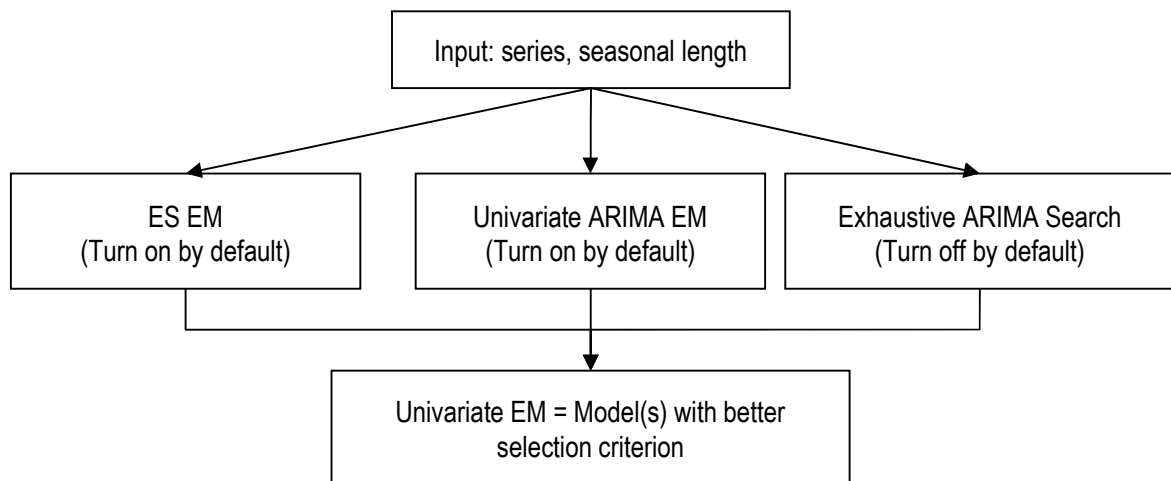 Input: series, seasonal length
ES EM
(Turn on by default)
Univariate ARIMA EM
(Turn on by default)
Exhaustive ARIMA Search
(Turn off by default)
Univariate EM = Model(s) with better
selection criterion